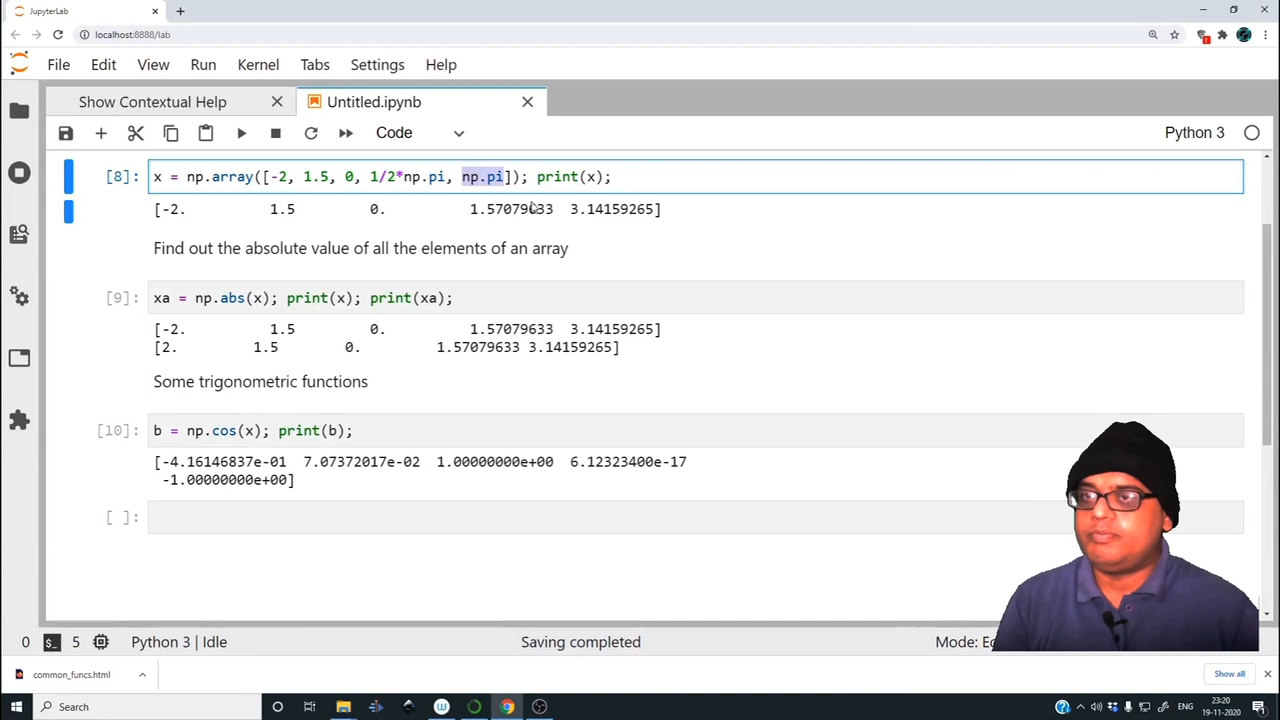 JupyterLab
localhost:8888/lab
File Edit View Run Kernel Tabs Settings Help
Show Contextual Help
Untitled.ipynb
Code
Python 3
[8]: x = np.array([-2, 1.5, 0, 1/2*np.pi, np.pi]); print(x);
[-2. 1.5 0. 1.57079633 3.14159265]
Find out the absolute value of all the elements of an array
[9]: xa = np.abs(x); print(x); print(xa);
[-2. 1.5 0. 1.57079633 3.14159265]
[2. 1.5 0. 1.57079633 3.14159265]
Some trigonometric functions
[10]: b = np.cos(x); print(b);
[-4.16146837e-01 7.07372017e-02 1.00000000e+00 6.12323400e-17
-1.00000000e+00]
[ ]:
0 5 Python 3 | Idle Saving completed Mode:
common_funcs.html
Show all
Search
ENG
23:20
19-11-2020